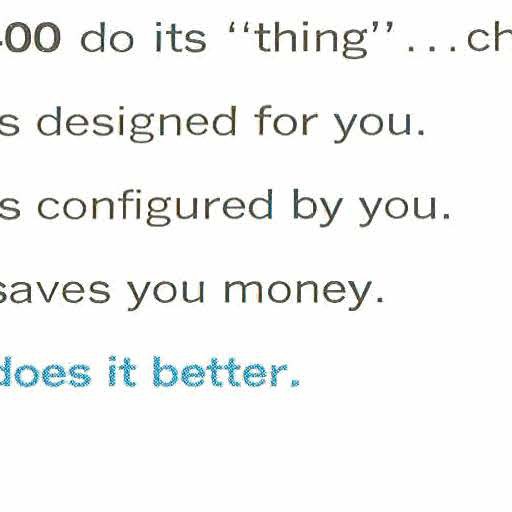 00 do its “thing”...ch
s designed for you.
s configured by you.
saves you money.
does it better.